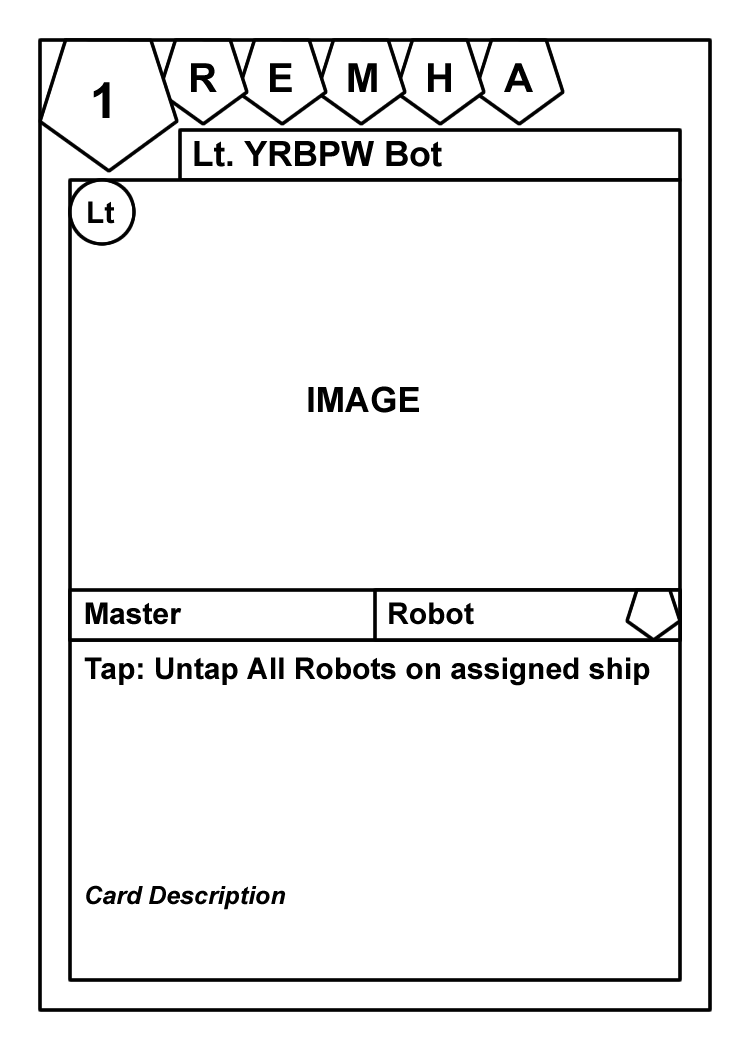 1 R E M H A
Lt. YRBPW Bot
Lt
IMAGE
Master Robot
Tap: Untap All Robots on assigned ship
Card Description